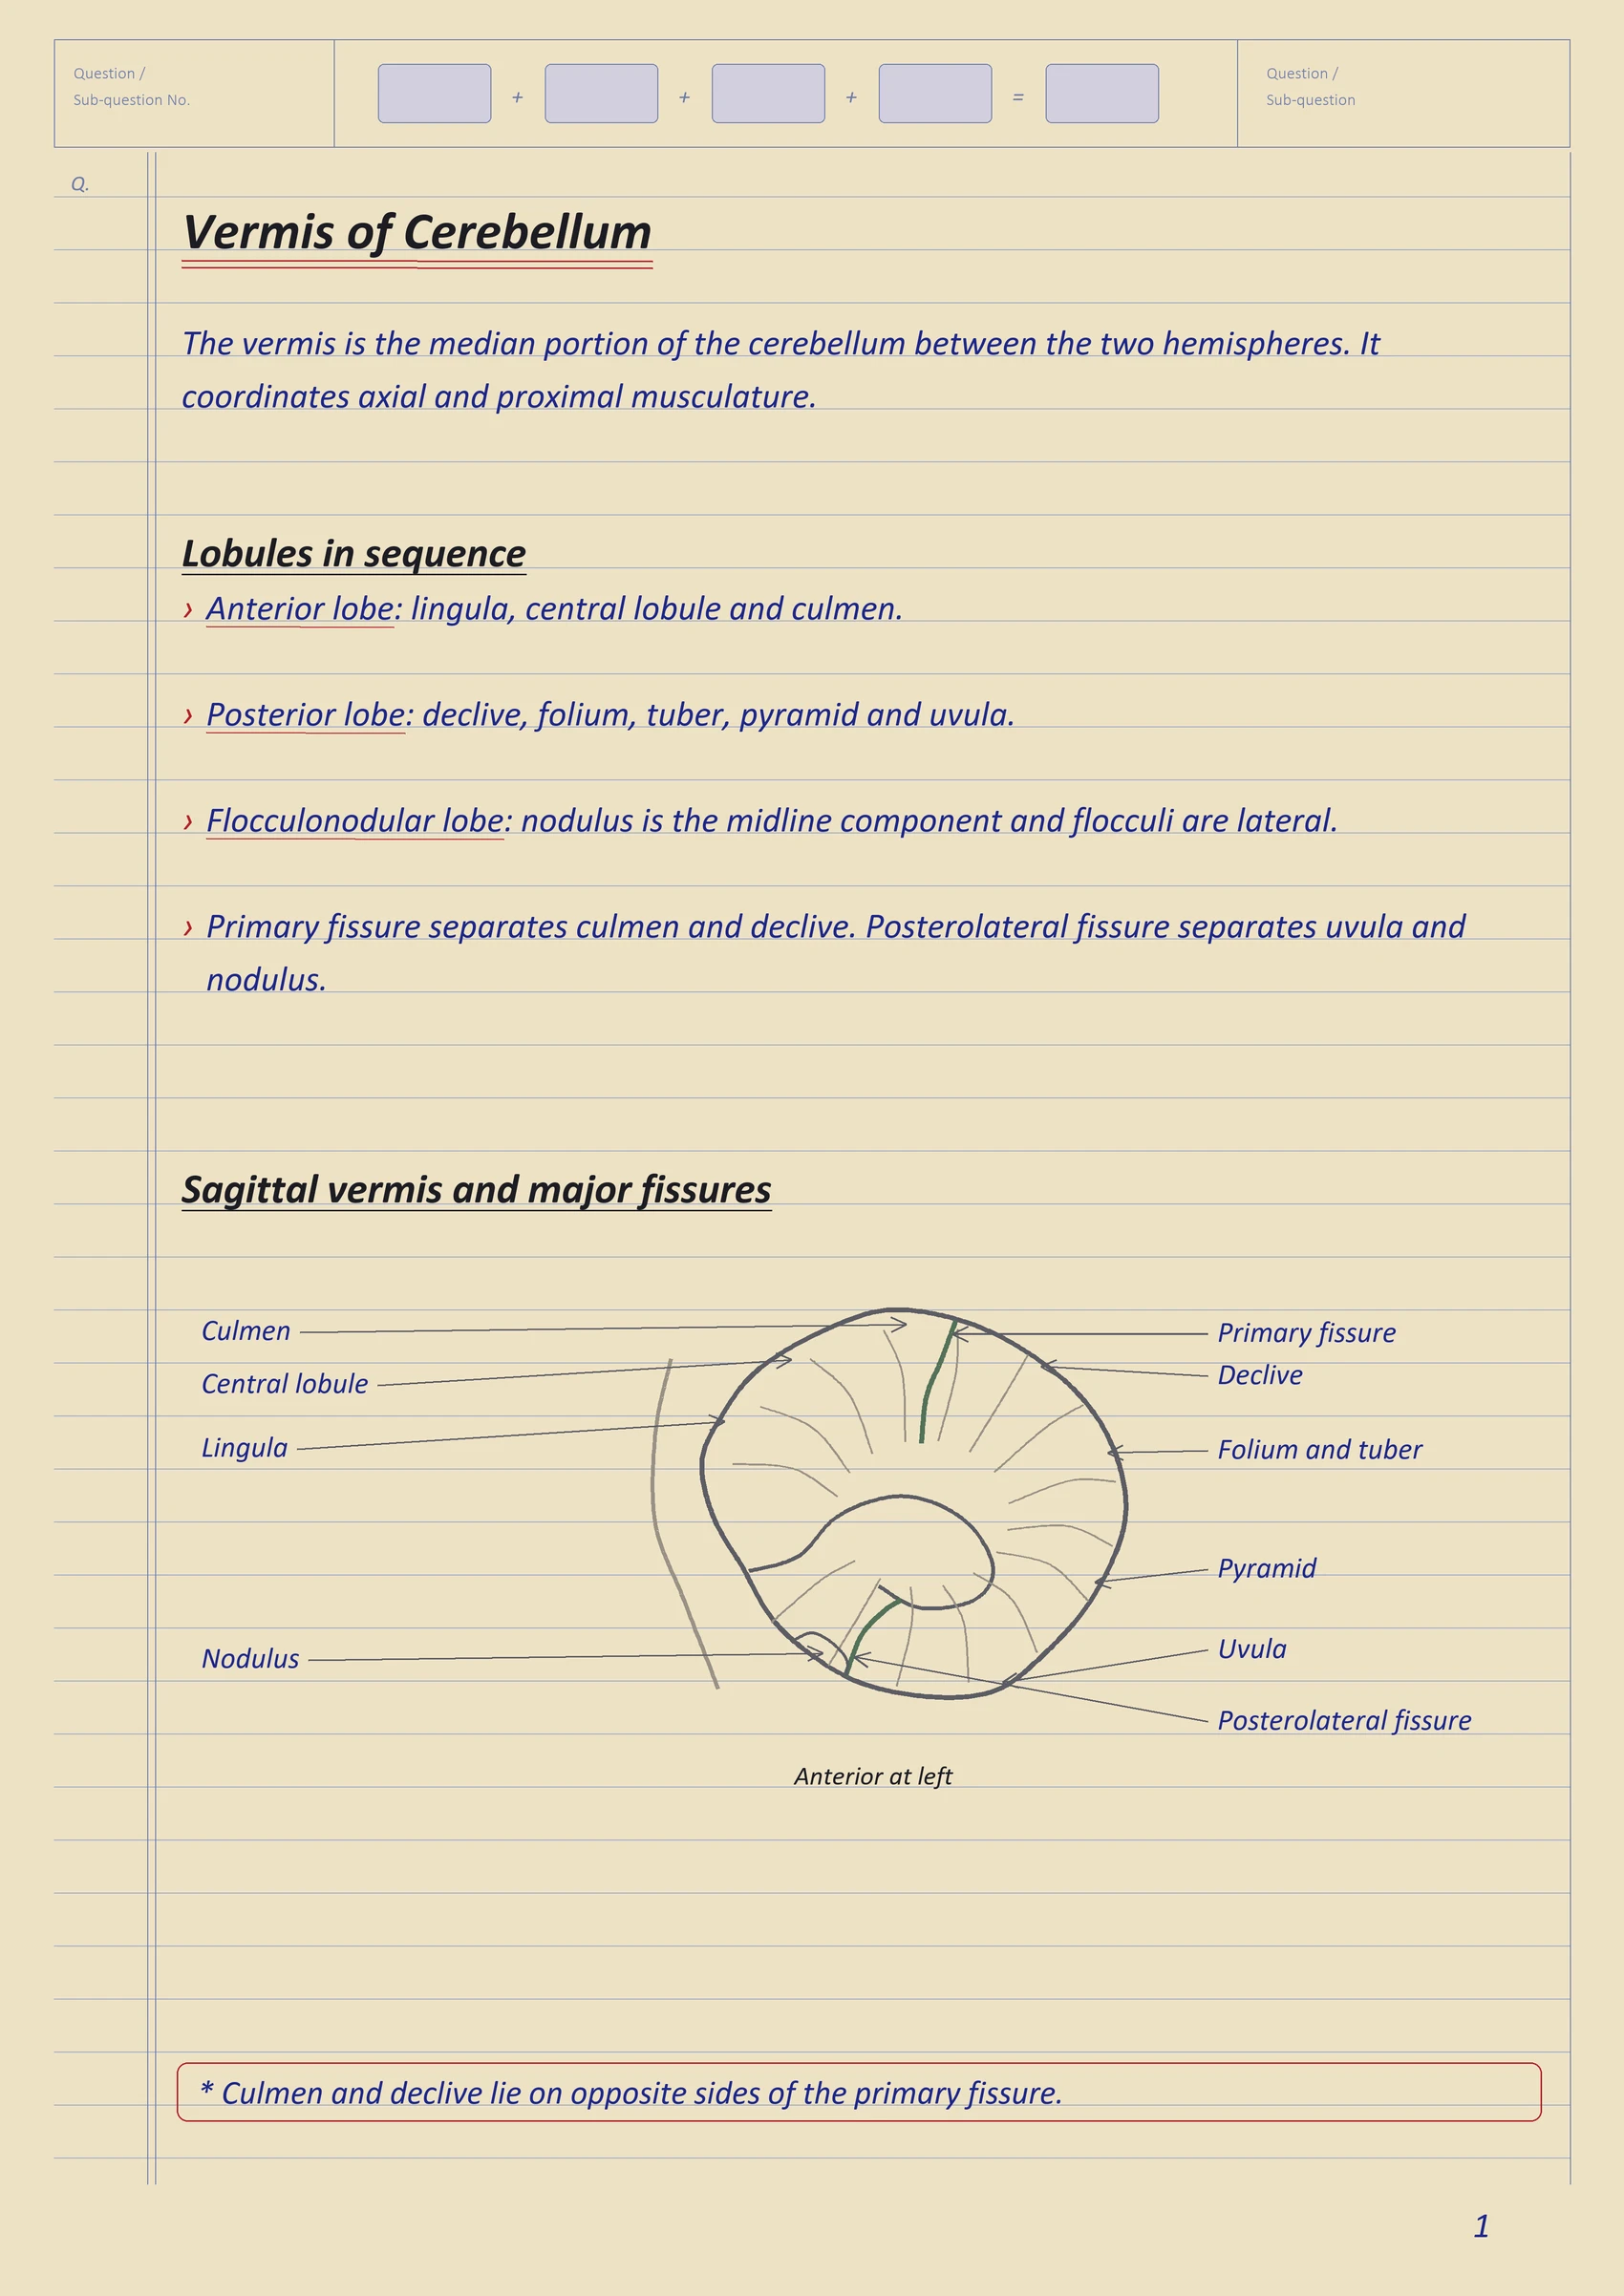 Question /
Sub-question No.
+ + + =
Question /
Sub-question
Q.
Vermis of Cerebellum
The vermis is the median portion of the cerebellum between the two hemispheres. It
coordinates axial and proximal musculature.
Lobules in sequence
› Anterior lobe: lingula, central lobule and culmen.
› Posterior lobe: declive, folium, tuber, pyramid and uvula.
› Flocculonodular lobe: nodulus is the midline component and flocculi are lateral.
› Primary fissure separates culmen and declive. Posterolateral fissure separates uvula and
nodulus.
Sagittal vermis and major fissures
Culmen
Primary fissure
Central lobule
Declive
Lingula
Folium and tuber
Pyramid
Nodulus
Uvula
Posterolateral fissure
Anterior at left
* Culmen and declive lie on opposite sides of the primary fissure.
1